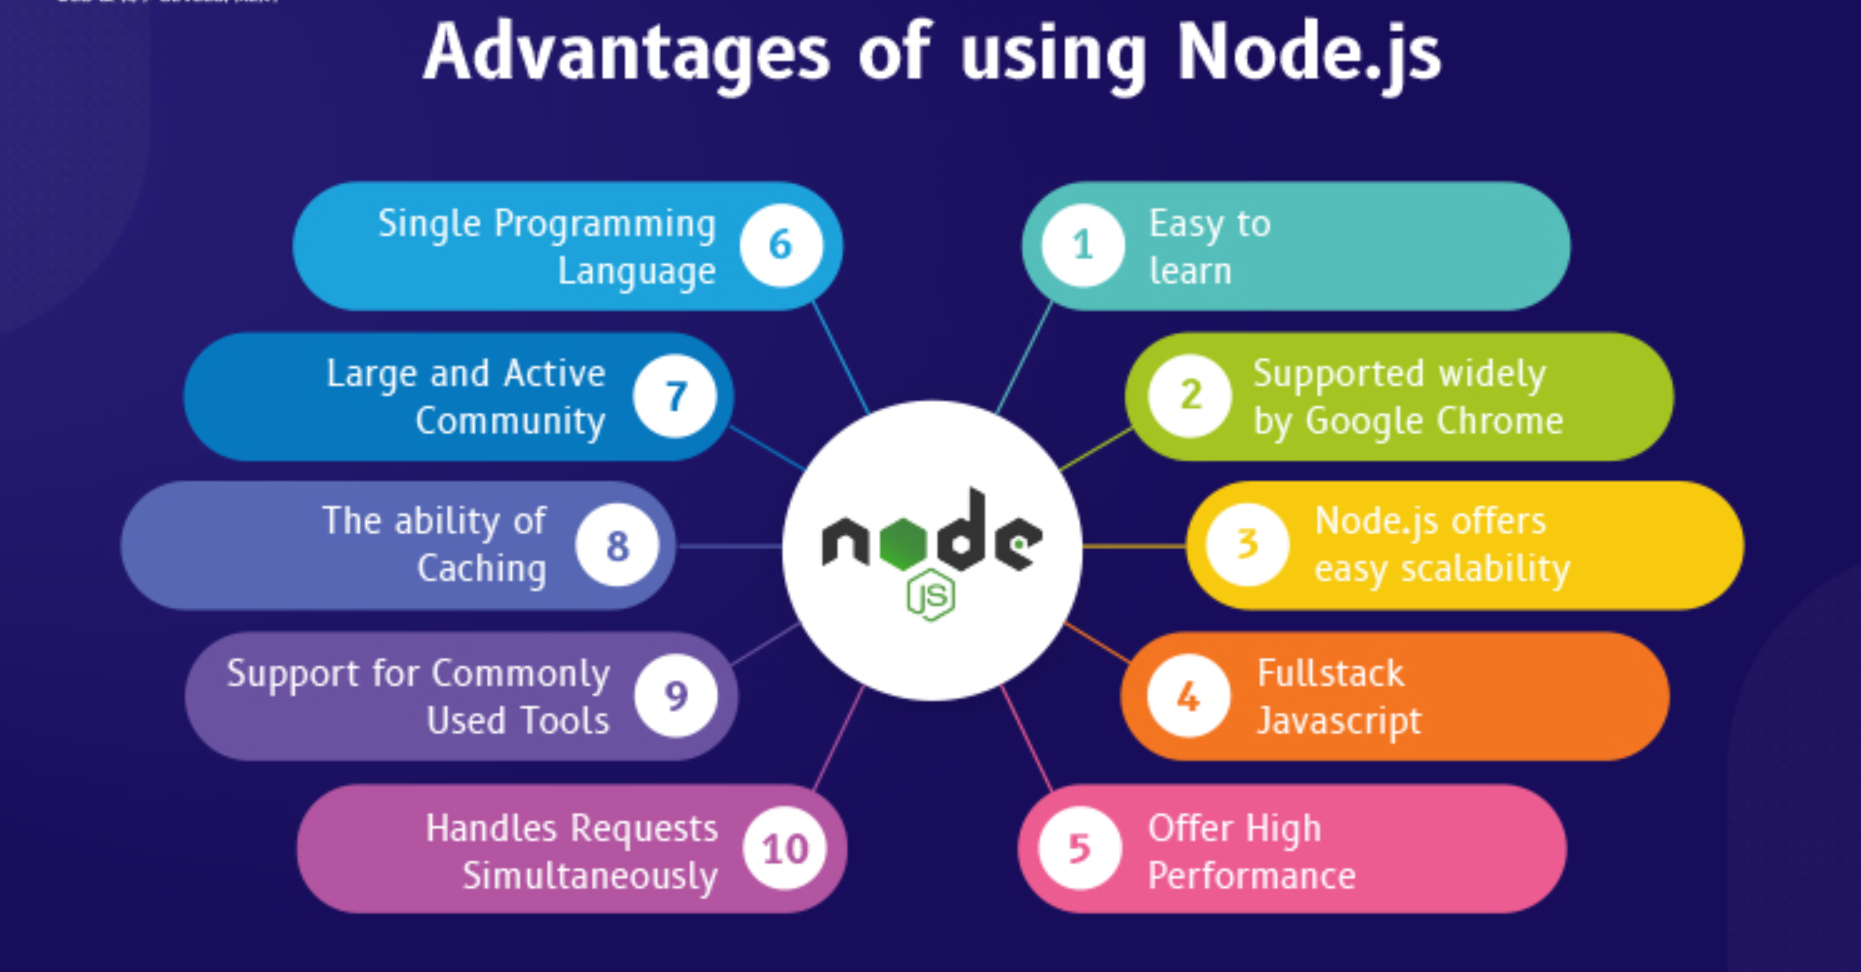 Advantages of using Node.js
6
Single Programming
Language
1
Easy to
learn
7
Large and Active
Community
2
Supported widely
by Google Chrome
8
The ability of
Caching
node
JS
3
Node.js offers
easy scalability
9
Support for Commonly
Used Tools
4
Fullstack
Javascript
10
Handles Requests
Simultaneously
5
Offer High
Performance